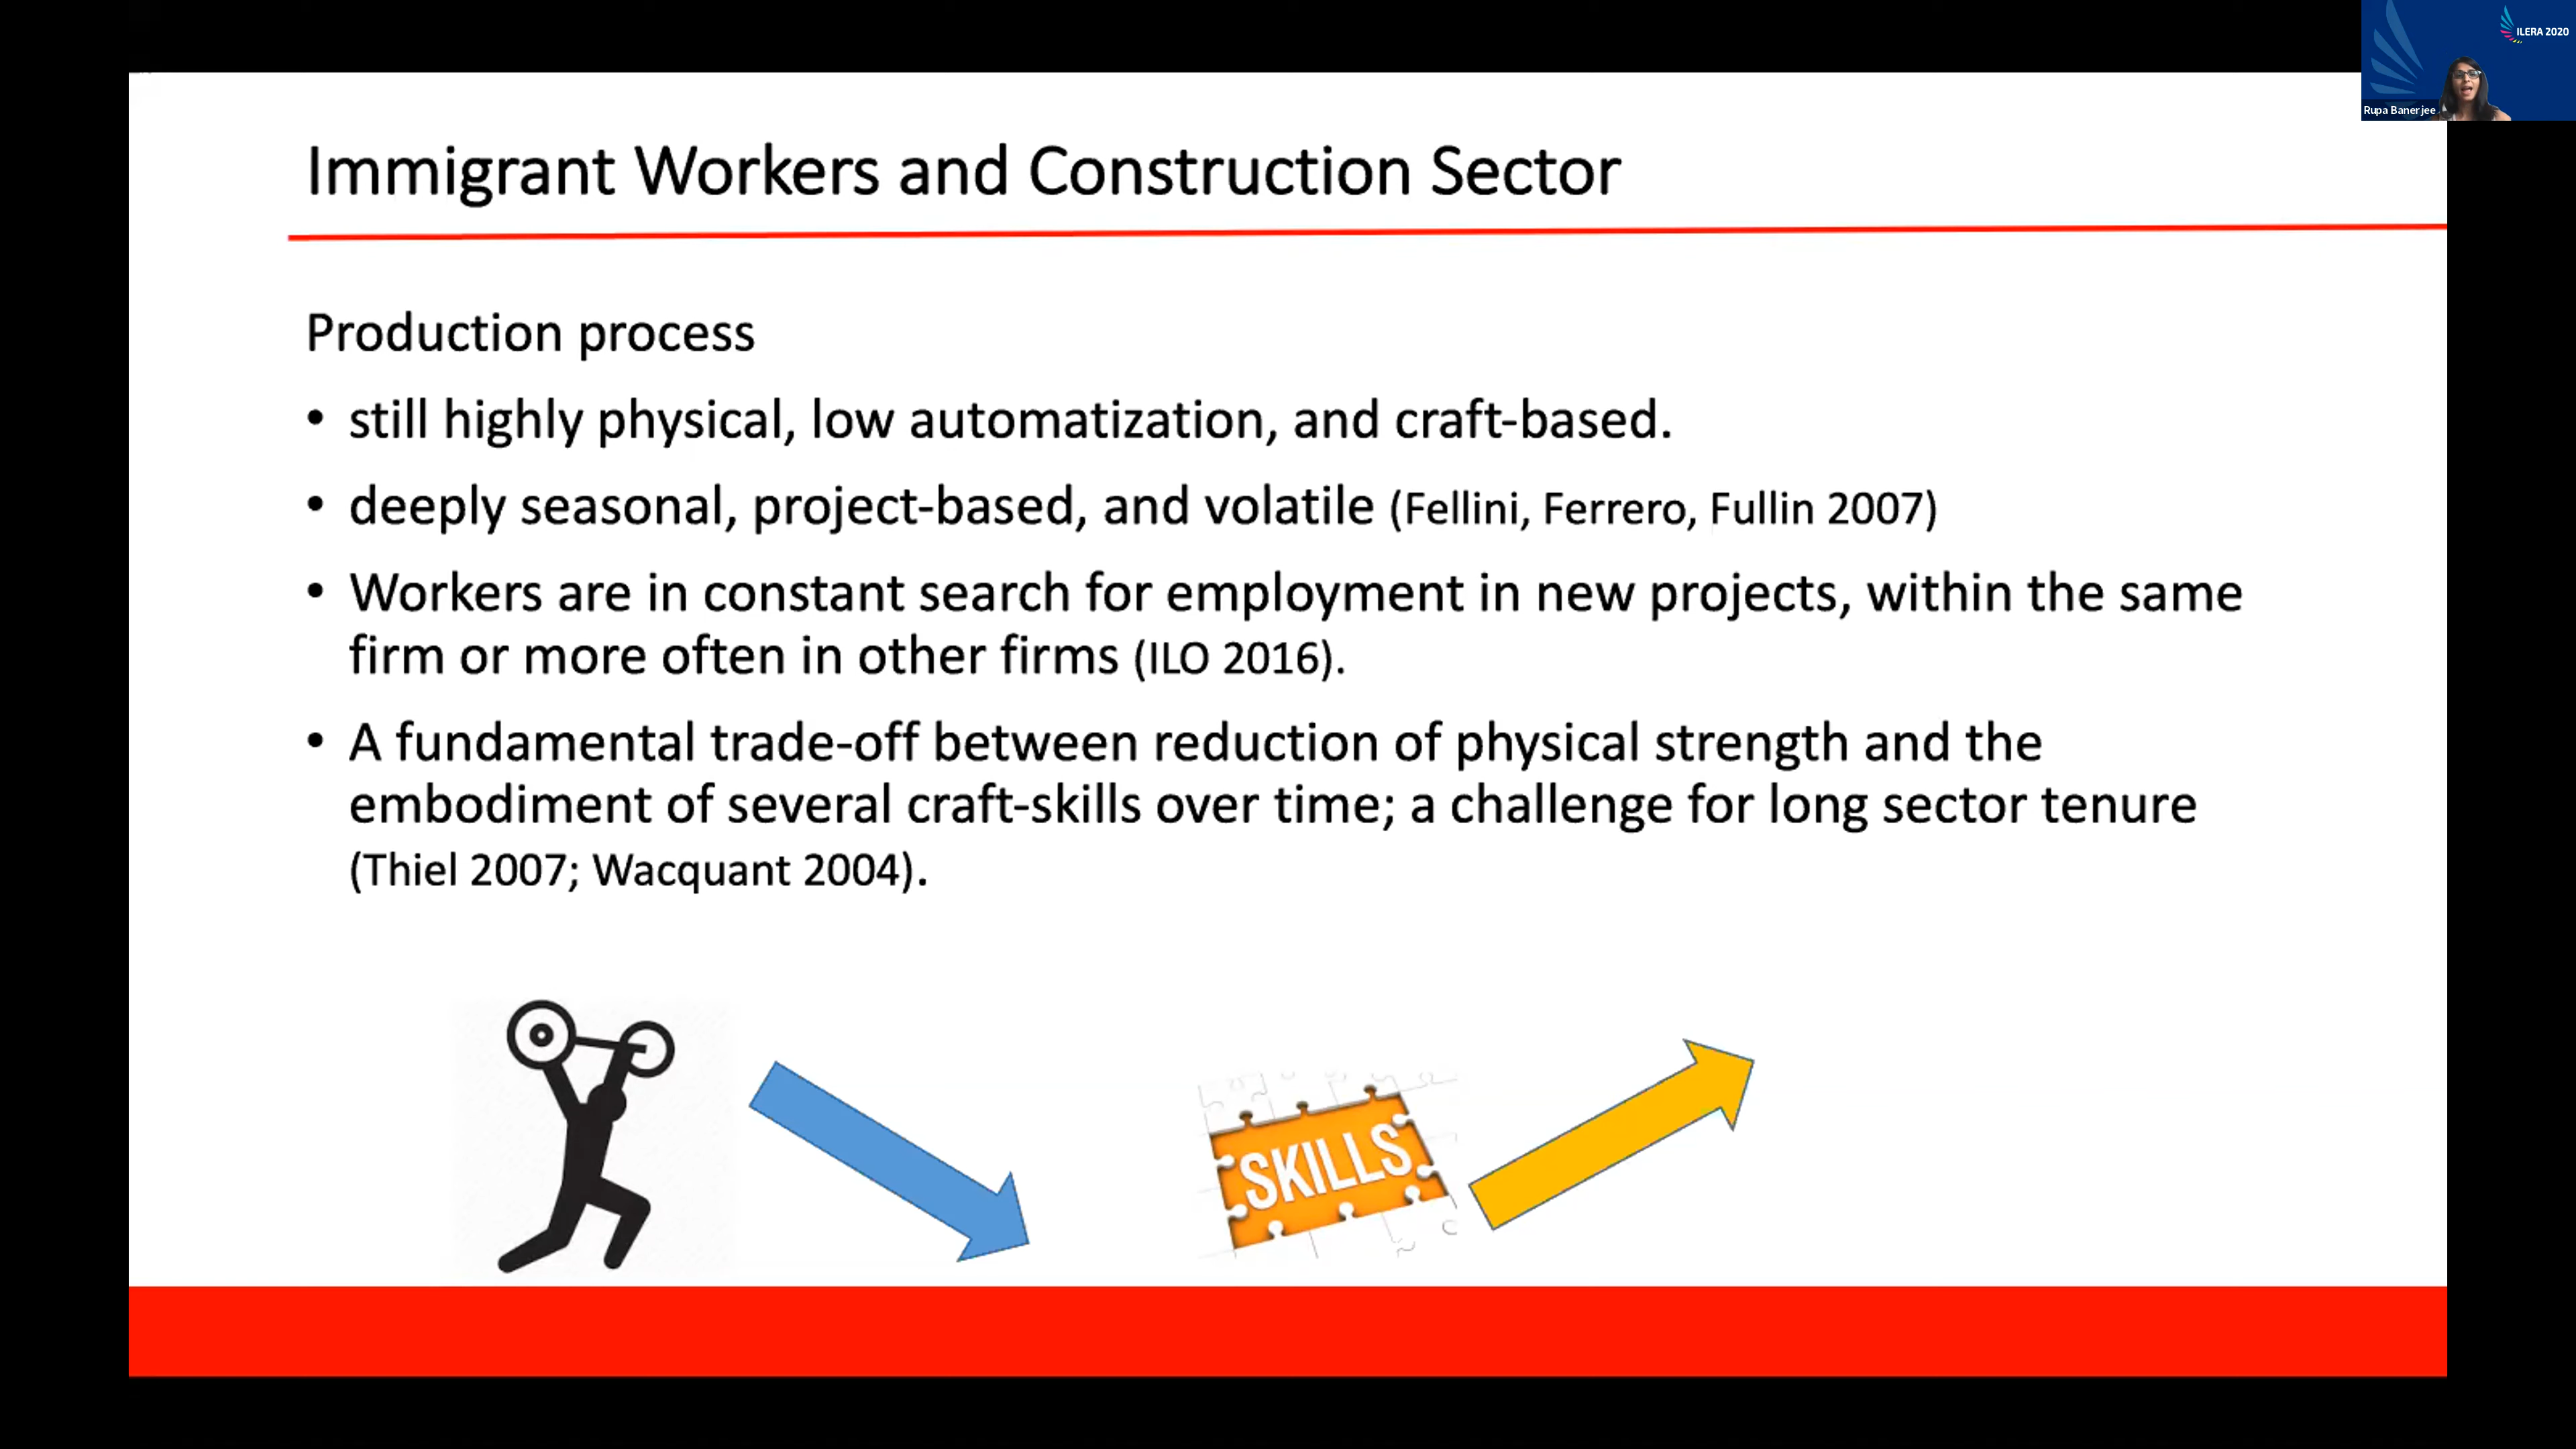 ILERA 2020
Rupa Banerjee
Immigrant Workers and Construction Sector
Production process
• still highly physical, low automatization, and craft-based.
• deeply seasonal, project-based, and volatile (Fellini, Ferrero, Fullin 2007)
• Workers are in constant search for employment in new projects, within the same
firm or more often in other firms (ILO 2016).
• A fundamental trade-off between reduction of physical strength and the
embodiment of several craft-skills over time; a challenge for long sector tenure
(Thiel 2007; Wacquant 2004).
SKILLS